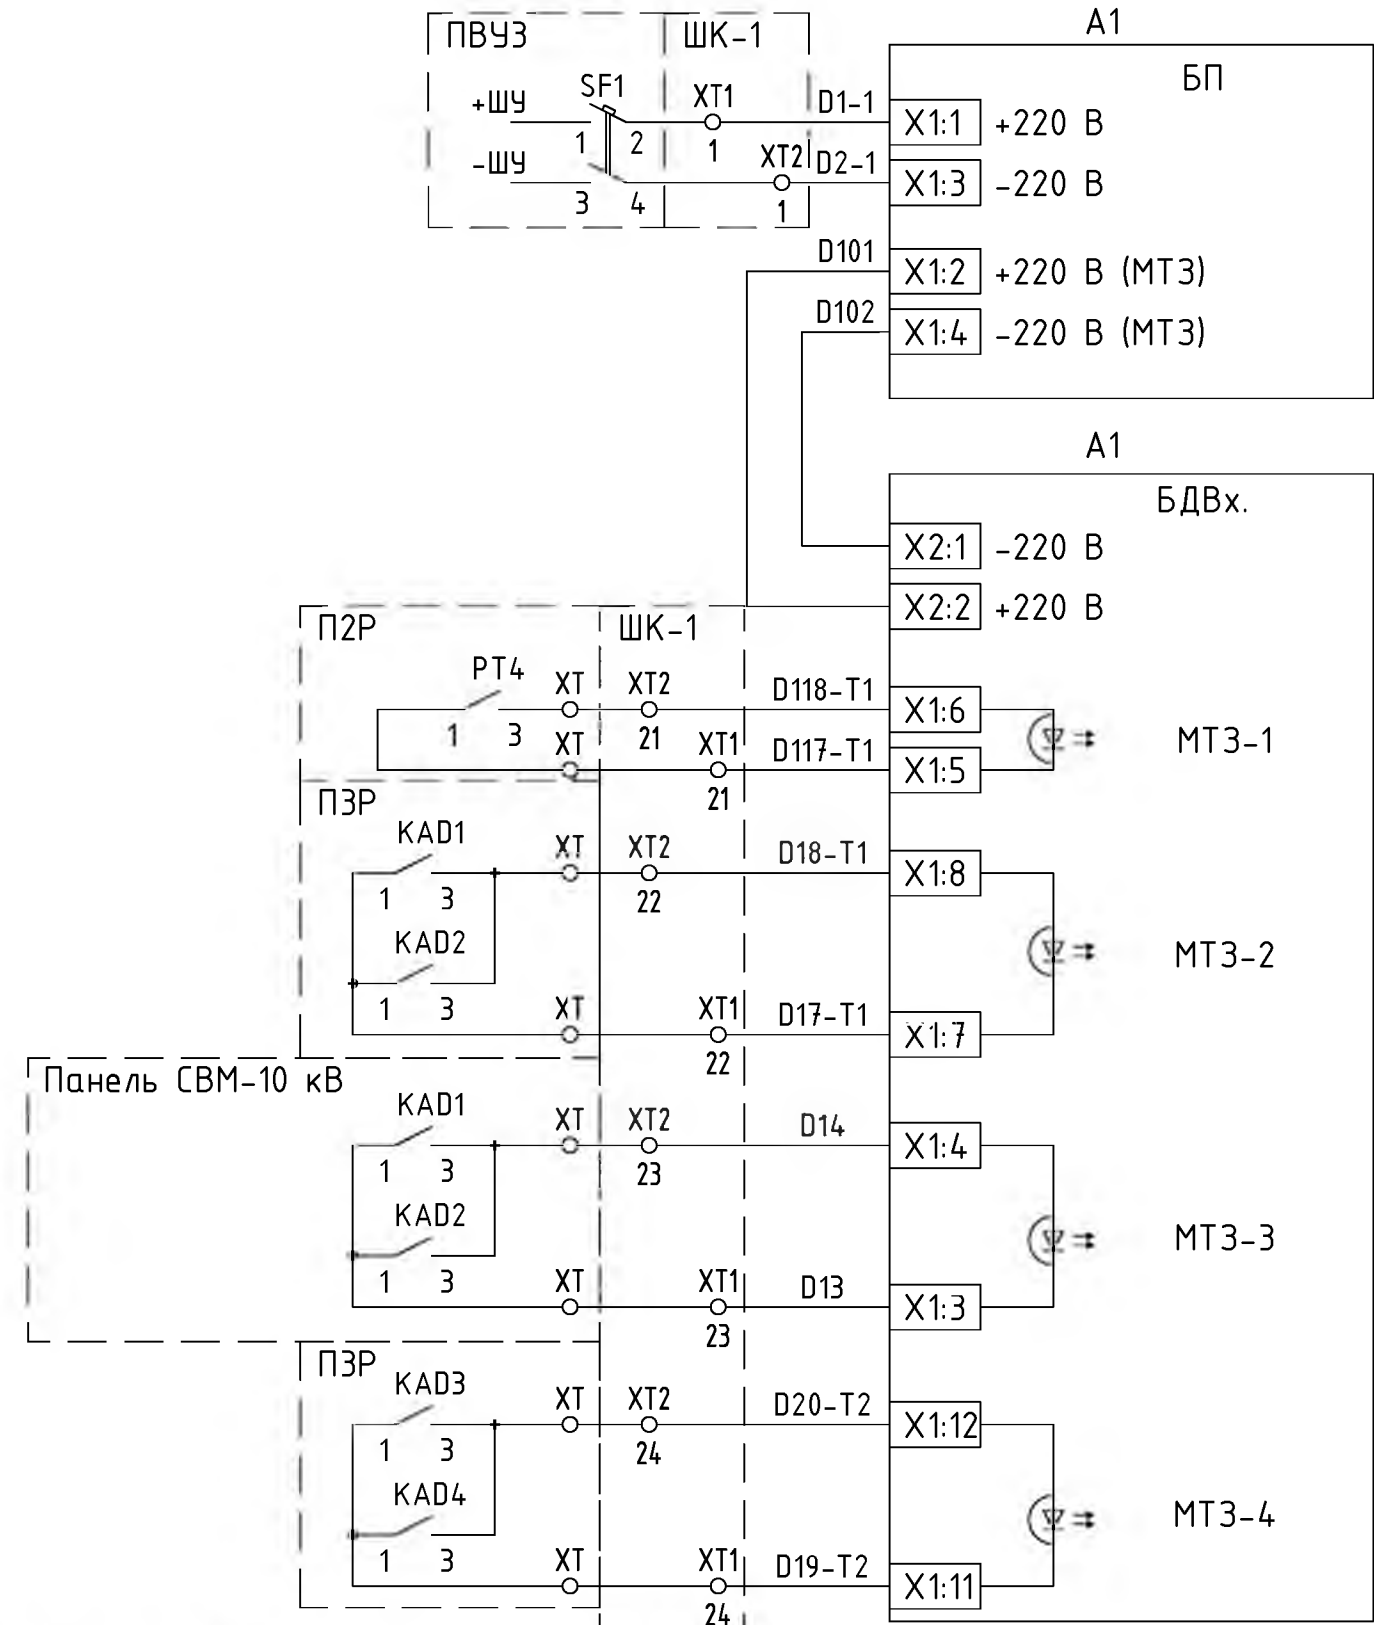 А1
ПВУЗ ШК-1
БП
+ШУ SF1 XT1 D1-1 X1:1 +220 В
1 2 1
-ШУ XT2 D2-1 X1:3 -220 В
3 4 1
D101 X1:2 +220 В (МТЗ)
D102 X1:4 -220 В (МТЗ)
А1
БДВх.
X2:1 -220 В
X2:2 +220 В
П2Р ШК-1
РТ4 XT XT2 D118-T1 X1:6
1 3 21
МТЗ-1
XT XT1 D117-T1 X1:5
21
ПЗР
KAD1 XT XT2 D18-T1 X1:8
1 3 22
KAD2
МТЗ-2
1 3
XT XT1 D17-T1 X1:7
22
Панель СВМ-10 кВ
KAD1 XT XT2 D14 X1:4
1 3 23
KAD2
МТЗ-3
1 3
XT XT1 D13 X1:3
23
ПЗР
KAD3 XT XT2 D20-T2 X1:12
1 3 24
KAD4
МТЗ-4
1 3
XT XT1 D19-T2 X1:11
24